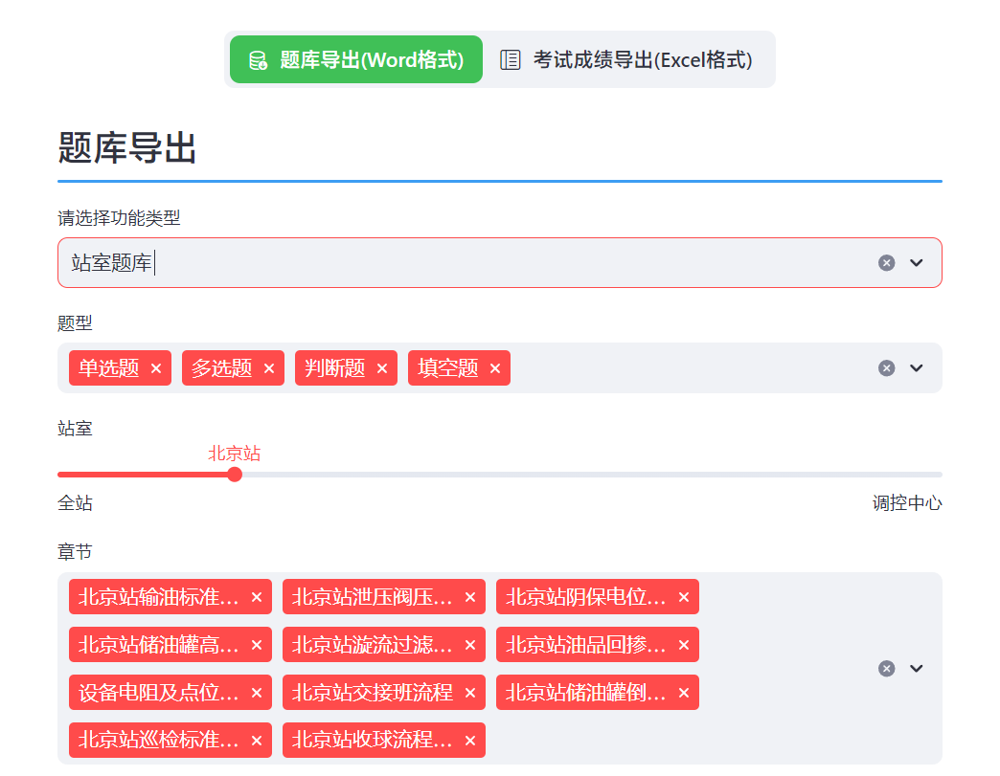 题库导出(Word格式) 考试成绩导出(Excel格式)
题库导出
请选择功能类型
站室题库
题型
单选题 × 多选题 × 判断题 × 填空题 ×
站室
北京站
全站 调控中心
章节
北京站输油标准... × 北京站泄压阀压... × 北京站阴保电位... ×
北京站储油罐高... × 北京站漩流过滤... × 北京站油品回掺... ×
设备电阻及点位... × 北京站交接班流程 × 北京站储油罐倒... ×
北京站巡检标准... × 北京站收球流程... ×